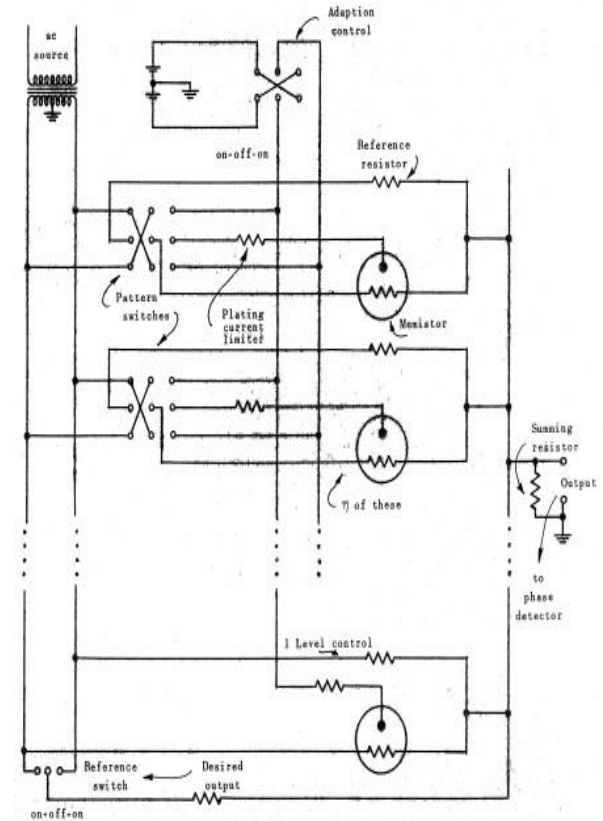 ac
source
Adaption
control
on-off-on
Reference
resistor
Pattern
switches
Plating
current
limiter
Memistor
η of these
Summing
resistor
Output
to
phase
detector
1 Level control
Reference
switch
Desired
output
on-off-on